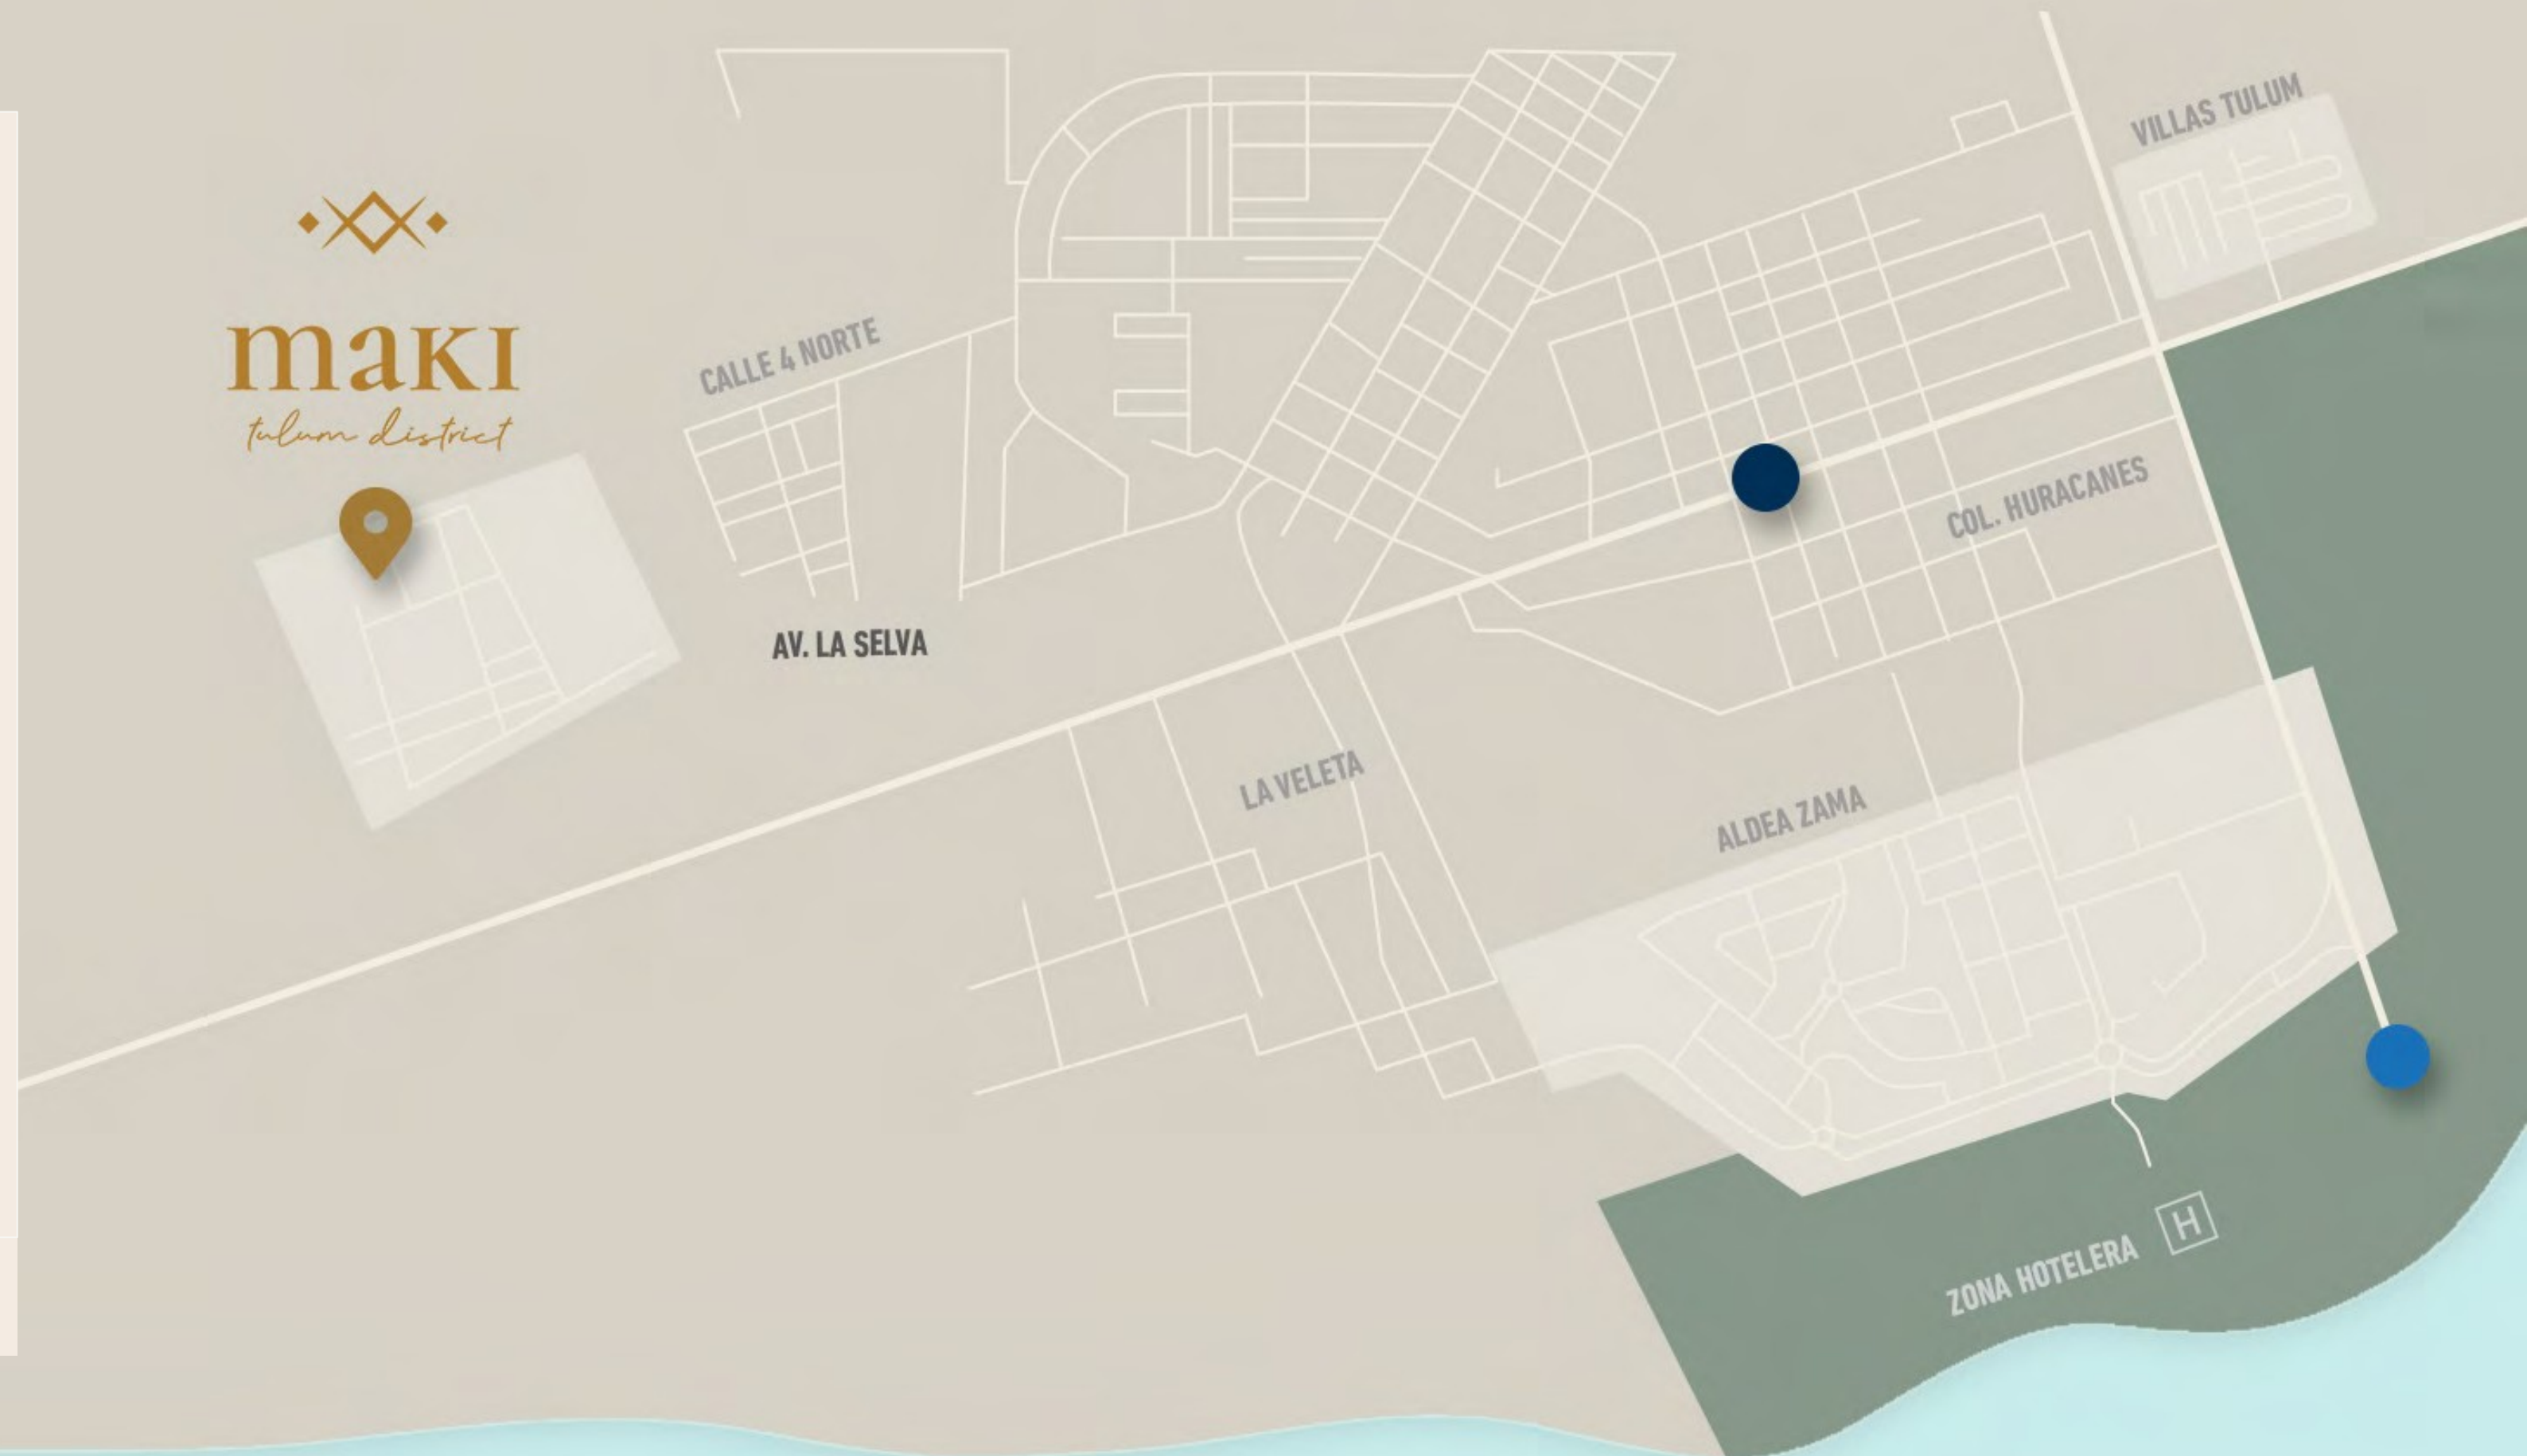 VILLAS TULUM
maKI
tulum district
CALLE 4 NORTE
COL. HURACANES
AV. LA SELVA
LA VELETA
ALDEA ZAMA
ZONA HOTELERA H